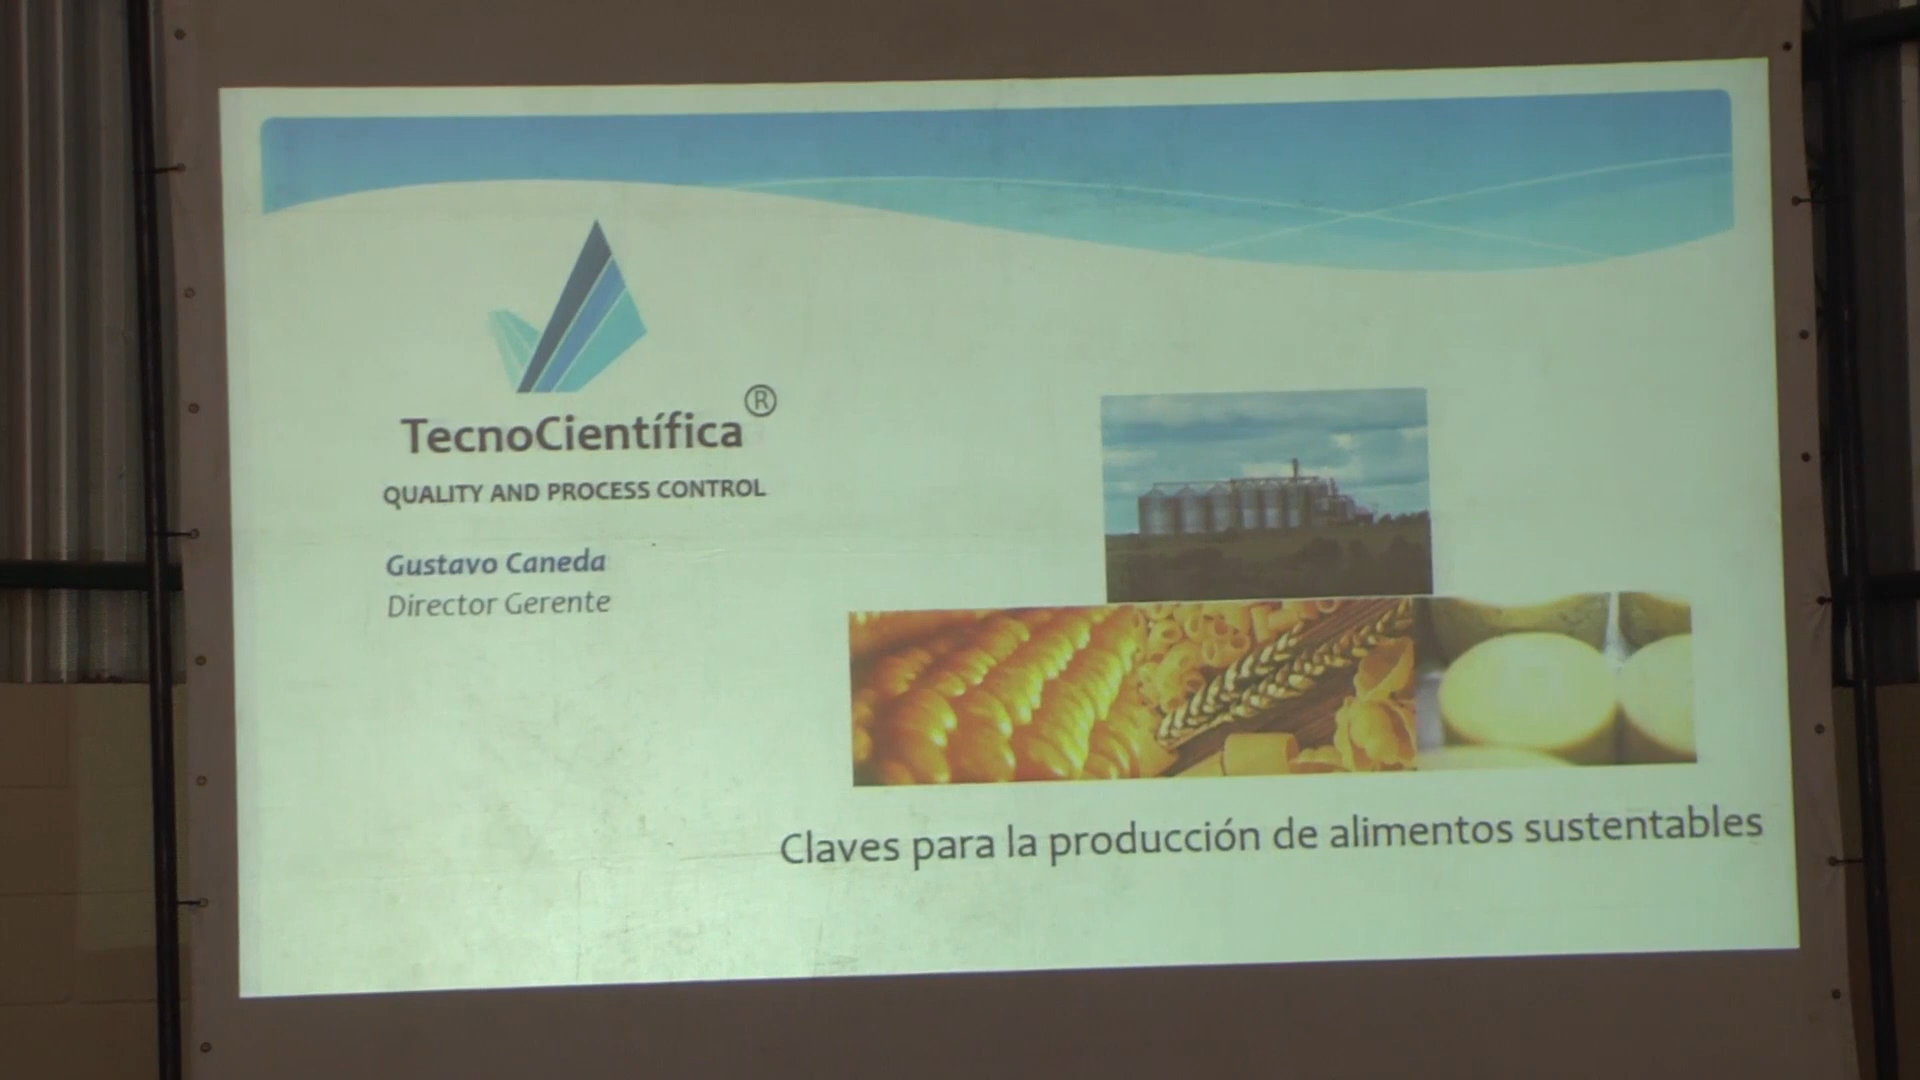 TecnoCientífica®
QUALITY AND PROCESS CONTROL
Gustavo Caneda
Director Gerente
Claves para la producción de alimentos sustentables